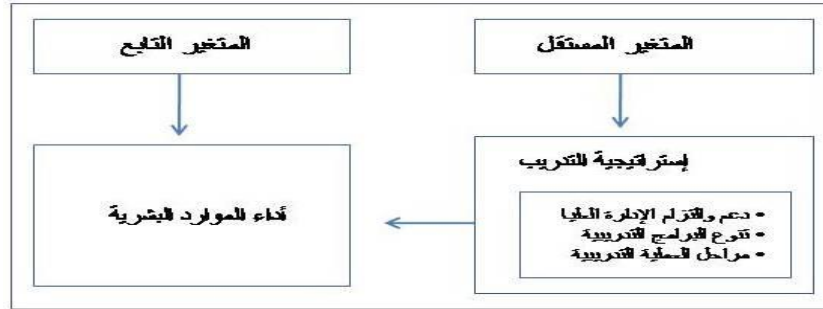 المتغير المستقل
المتغير التابع
إستراتيجية التدريب
• دعم والتزام الإدارة العليا
• تنوع البرامج التدريبية
• مراحل العملية التدريبية
أداء الموارد البشرية